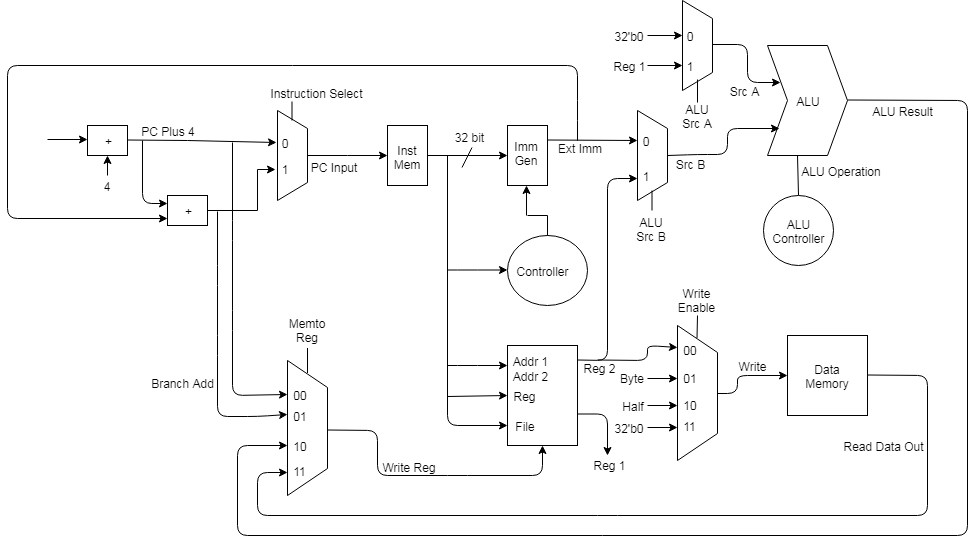 32'b0
0
Reg 1
1
ALU
Src A
Src A
ALU
ALU Result
Instruction Select
+
PC Plus 4
4
+
0
1
PC Input
Inst
Mem
32 bit
Imm
Gen
Ext Imm
0
1
Src B
ALU
Src B
ALU Operation
ALU
Controller
Controller
Memto
Reg
Branch Add
00
01
10
11
Write Reg
Addr 1
Addr 2
Reg
File
Reg 2
Reg 1
Write
Enable
00
Byte
01
Half
10
32'b0
11
Write
Data
Memory
Read Data Out